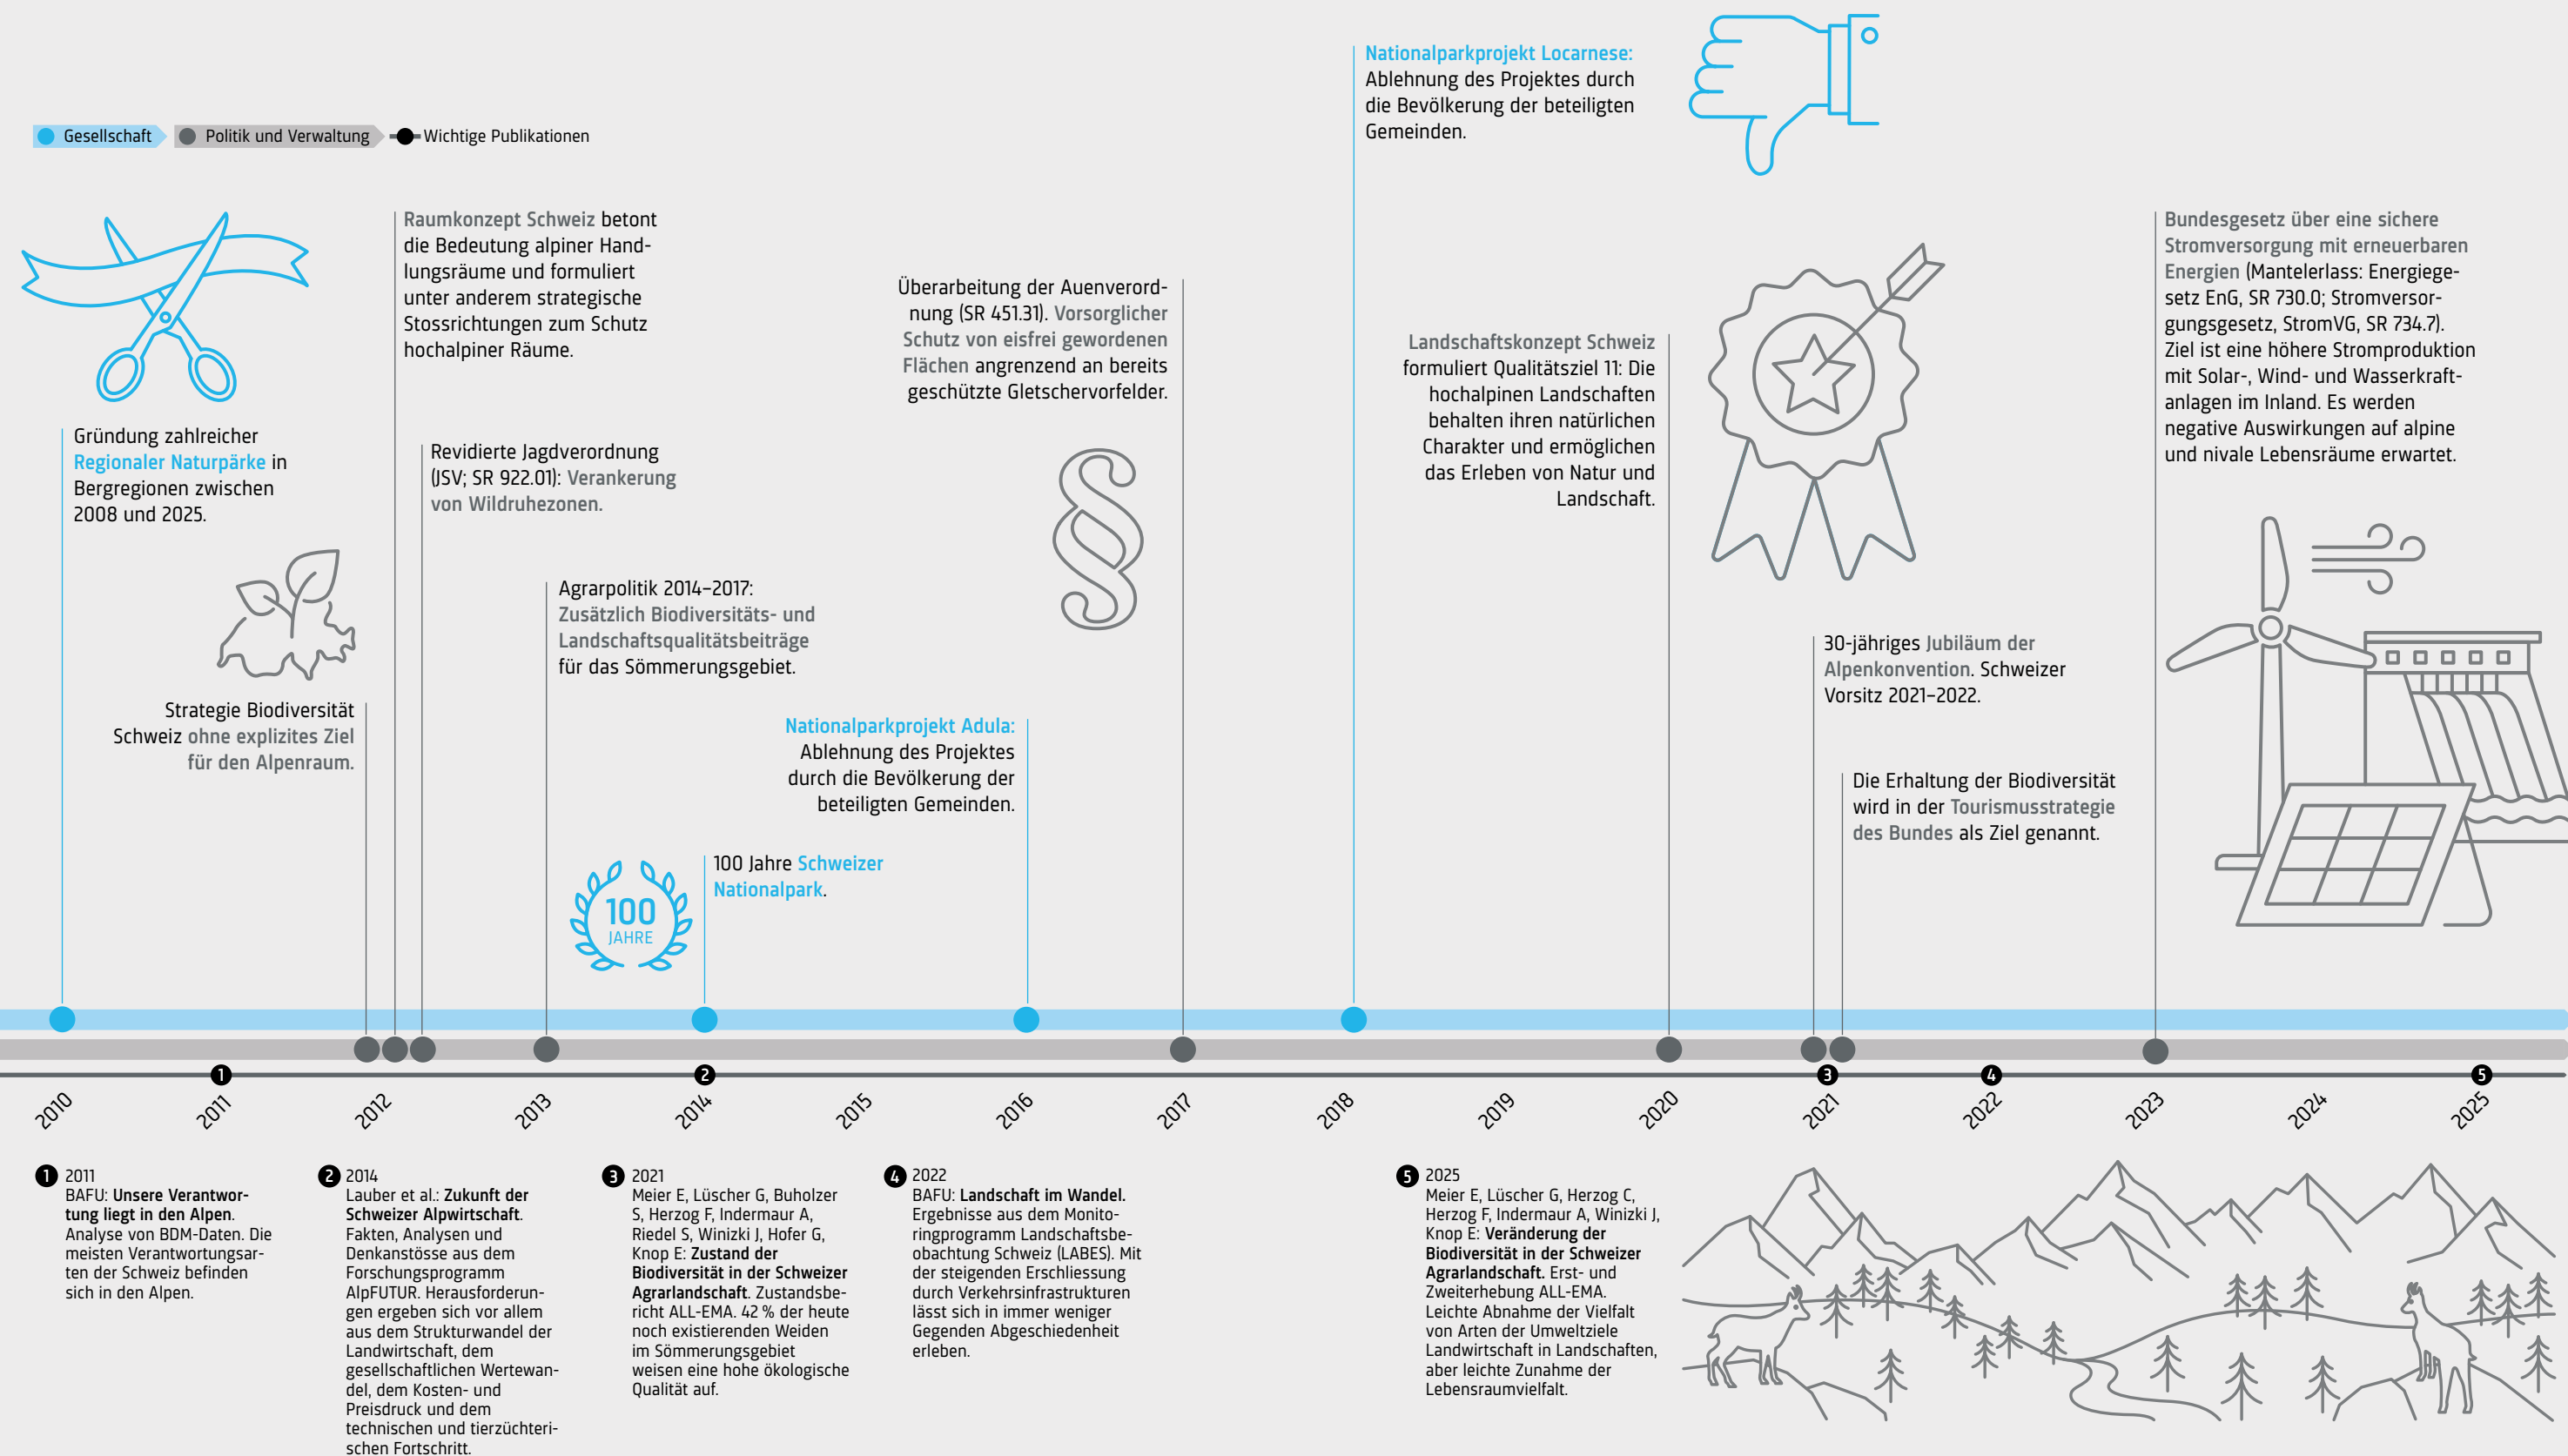 Gesellschaft
Politik und Verwaltung
Wichtige Publikationen
Gründung zahlreicher
Regionaler Naturpärke in
Bergregionen zwischen
2008 und 2025.
Strategie Biodiversität
Schweiz ohne explizites Ziel
für den Alpenraum.
Raumkonzept Schweiz betont
die Bedeutung alpiner Hand-
lungsräume und formuliert
unter anderem strategische
Stossrichtungen zum Schutz
hochalpiner Räume.
Revidierte Jagdverordnung
(JSV; SR 922.01): Verankerung
von Wildruhezonen.
Agrarpolitik 2014–2017:
Zusätzlich Biodiversitäts- und
Landschaftsqualitätsbeiträge
für das Sömmerungsgebiet.
100
JAHRE
100 Jahre Schweizer
Nationalpark.
Nationalparkprojekt Adula:
Ablehnung des Projektes
durch die Bevölkerung der
beteiligten Gemeinden.
Überarbeitung der Auenverord-
nung (SR 451.31). Vorsorglicher
Schutz von eisfrei gewordenen
Flächen angrenzend an bereits
geschützte Gletschervorfelder.
§
Nationalparkprojekt Locarnese:
Ablehnung des Projektes durch
die Bevölkerung der beteiligten
Gemeinden.
Landschaftskonzept Schweiz
formuliert Qualitätsziel 11: Die
hochalpinen Landschaften
behalten ihren natürlichen
Charakter und ermöglichen
das Erleben von Natur und
Landschaft.
30-jähriges Jubiläum der
Alpenkonvention. Schweizer
Vorsitz 2021–2022.
Die Erhaltung der Biodiversität
wird in der Tourismusstrategie
des Bundes als Ziel genannt.
Bundesgesetz über eine sichere
Stromversorgung mit erneuerbaren
Energien (Mantelerlass: Energiege-
setz EnG, SR 730.0; Stromversor-
gungsgesetz, StromVG, SR 734.7).
Ziel ist eine höhere Stromproduktion
mit Solar-, Wind- und Wasserkraft-
anlagen im Inland. Es werden
negative Auswirkungen auf alpine
und nivale Lebensräume erwartet.
1
2
3
4
5
2010
2011
2012
2013
2014
2015
2016
2017
2018
2019
2020
2021
2022
2023
2024
2025
1 2011
BAFU: Unsere Verantwor-
tung liegt in den Alpen.
Analyse von BDM-Daten. Die
meisten Verantwortungsar-
ten der Schweiz befinden
sich in den Alpen.
2 2014
Lauber et al.: Zukunft der
Schweizer Alpwirtschaft.
Fakten, Analysen und
Denkanstösse aus dem
Forschungsprogramm
AlpFUTUR. Herausforderun-
gen ergeben sich vor allem
aus dem Strukturwandel der
Landwirtschaft, dem
gesellschaftlichen Wertewan-
del, dem Kosten- und
Preisdruck und dem
technischen und tierzüchteri-
schen Fortschritt.
3 2021
Meier E, Lüscher G, Buholzer
S, Herzog F, Indermaur A,
Riedel S, Winizki J, Hofer G,
Knop E: Zustand der
Biodiversität in der Schweizer
Agrarlandschaft. Zustandsbe-
richt ALL-EMA. 42 % der heute
noch existierenden Weiden
im Sömmerungsgebiet
weisen eine hohe ökologische
Qualität auf.
4 2022
BAFU: Landschaft im Wandel.
Ergebnisse aus dem Monito-
ringprogramm Landschaftsbe-
obachtung Schweiz (LABES). Mit
der steigenden Erschliessung
durch Verkehrsinfrastrukturen
lässt sich in immer weniger
Gegenden Abgeschiedenheit
erleben.
5 2025
Meier E, Lüscher G, Herzog C,
Herzog F, Indermaur A, Winizki J,
Knop E: Veränderung der
Biodiversität in der Schweizer
Agrarlandschaft. Erst- und
Zweiterhebung ALL-EMA.
Leichte Abnahme der Vielfalt
von Arten der Umweltziele
Landwirtschaft in Landschaften,
aber leichte Zunahme der
Lebensraumvielfalt.